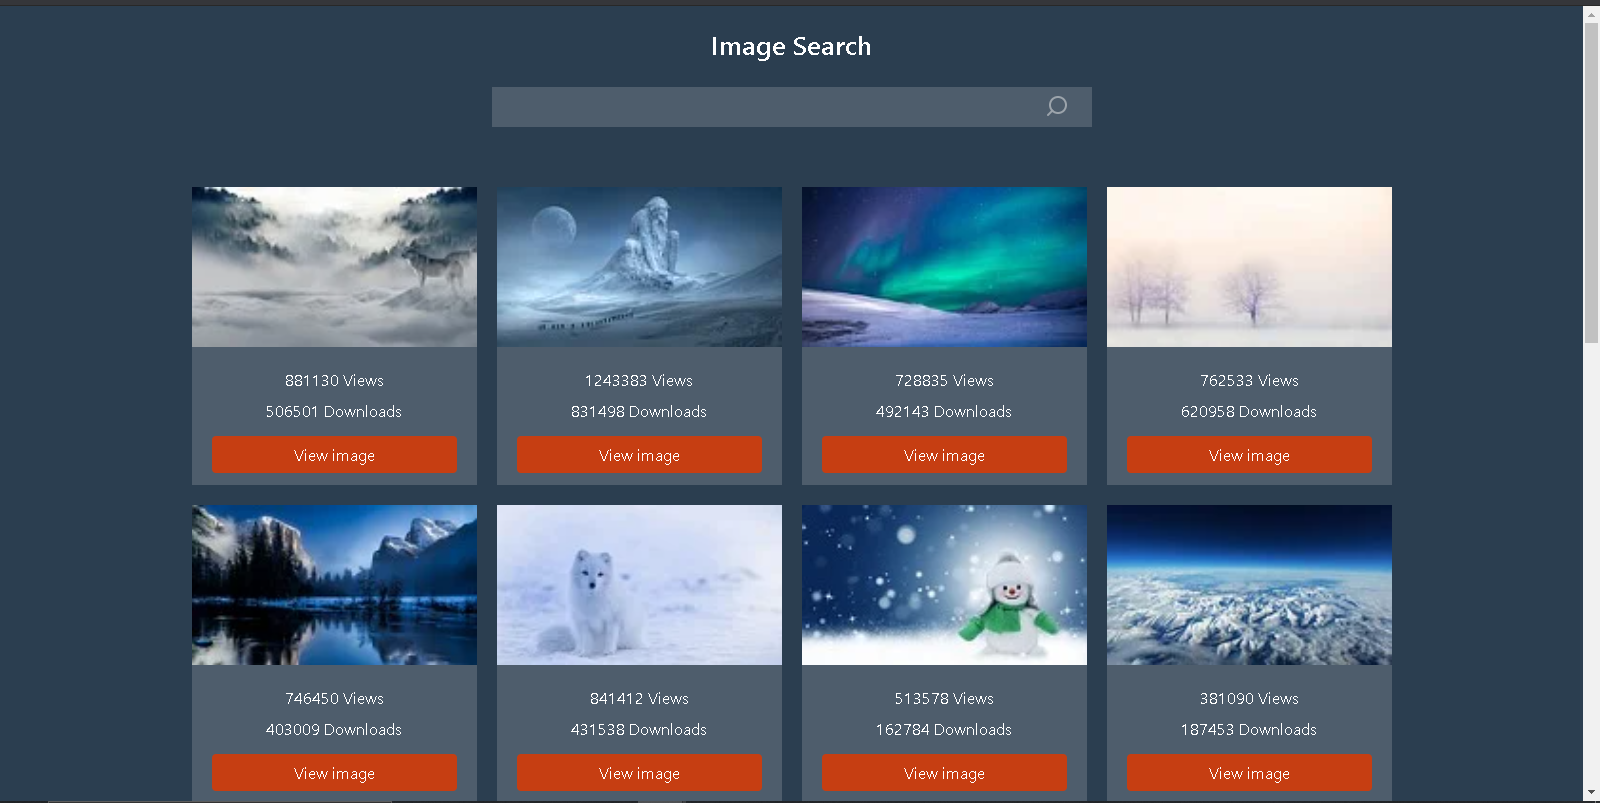 Image Search
881130 Views
506501 Downloads
View image
1243383 Views
831498 Downloads
View image
728835 Views
492143 Downloads
View image
762533 Views
620958 Downloads
View image
746450 Views
403009 Downloads
View image
841412 Views
431538 Downloads
View image
513578 Views
162784 Downloads
View image
381090 Views
187453 Downloads
View image